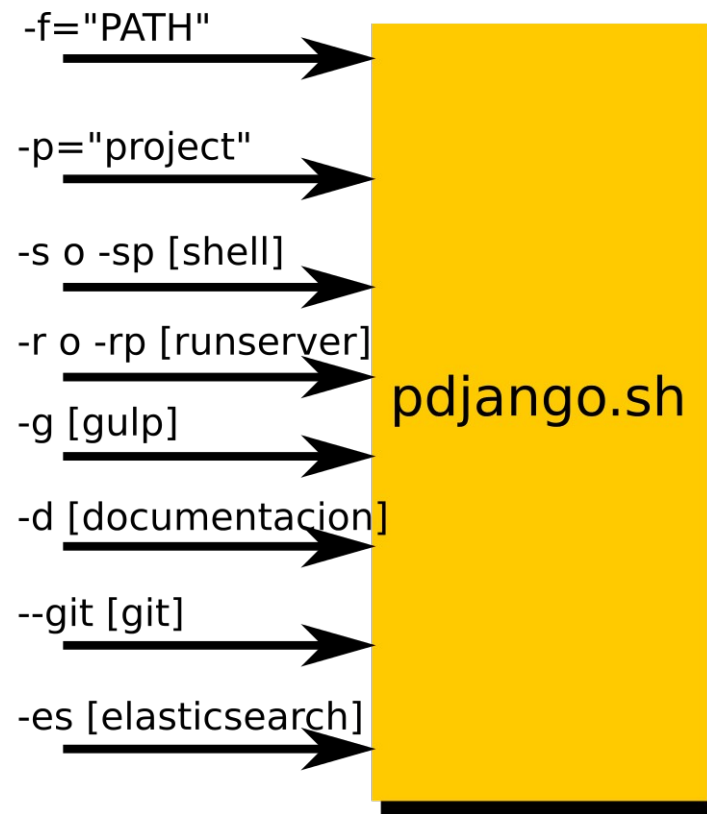 -f="PATH"
-p="project"
-s o -sp [shell]
-r o -rp [runserver]
pdjango.sh
-g [gulp]
-d [documentacion]
--git [git]
-es [elasticsearch]